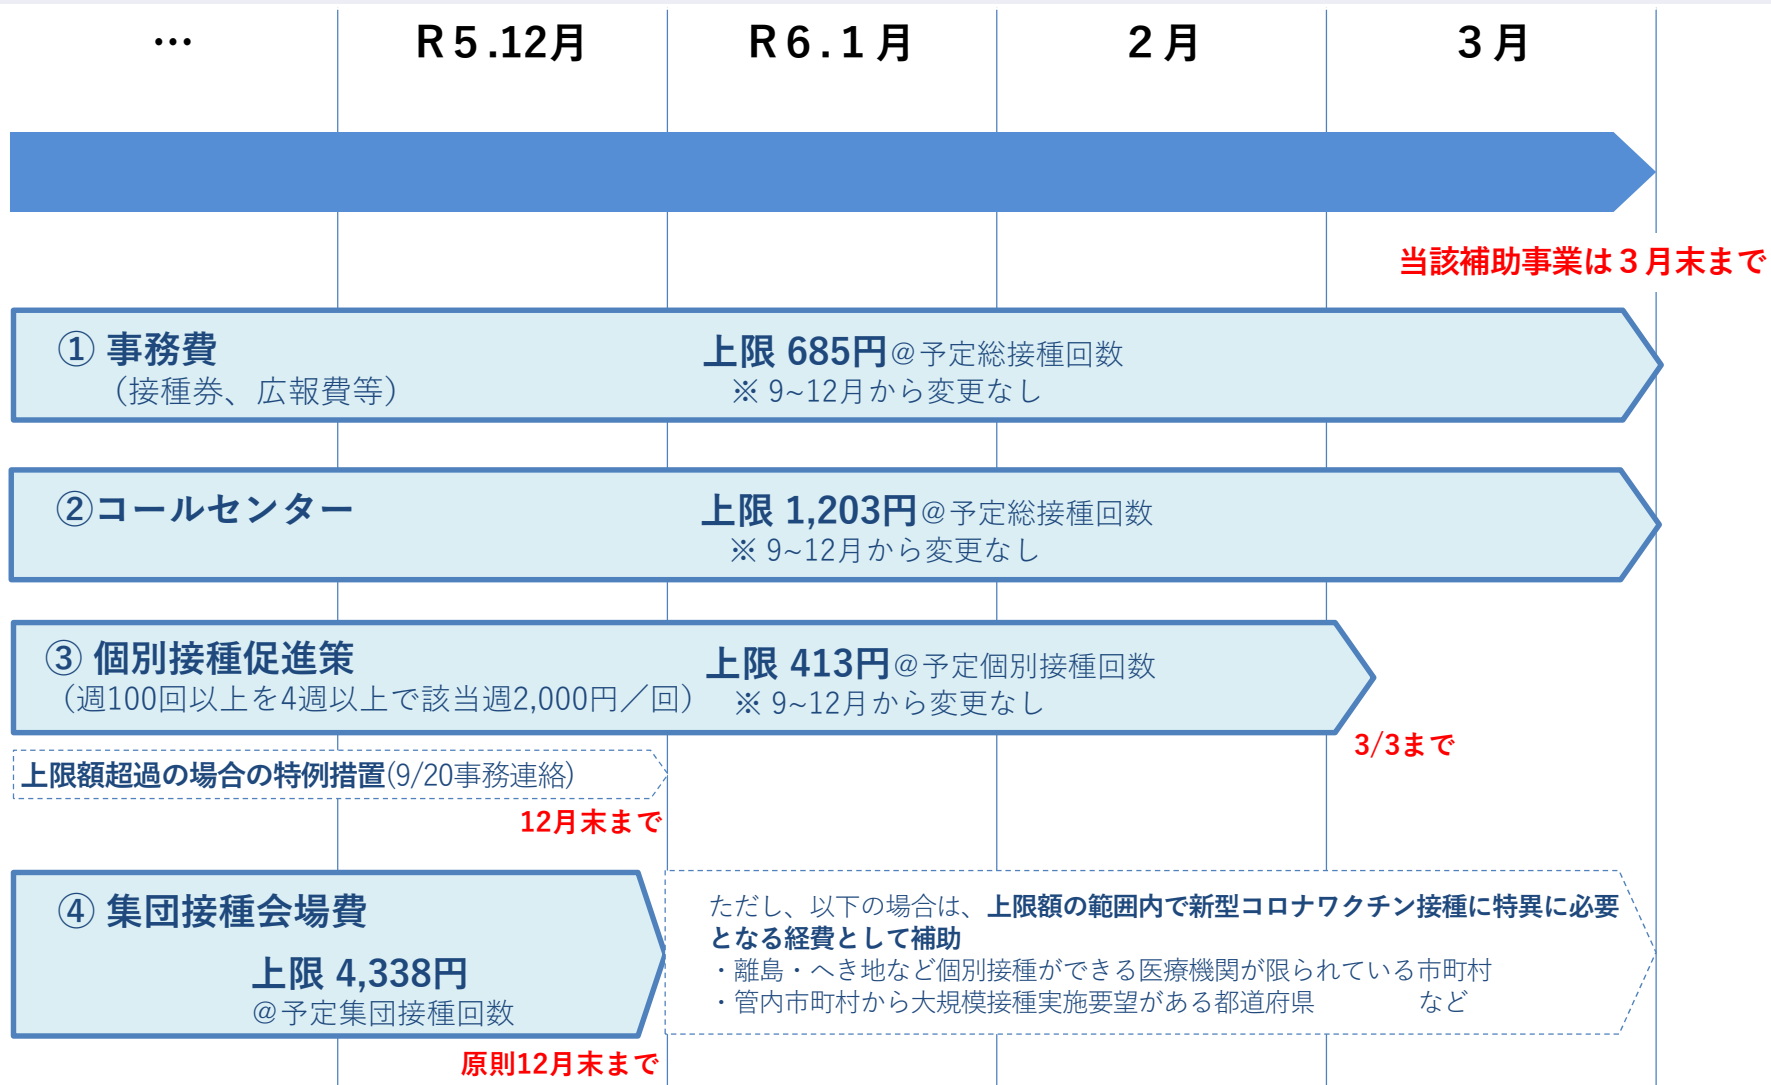 … R５.12月 R６.１月 ２月 ３月
当該補助事業は３月末まで
① 事務費
（接種券、広報費等）
上限 685円@予定総接種回数
※ 9~12月から変更なし
②コールセンター
上限 1,203円@予定総接種回数
※ 9~12月から変更なし
③ 個別接種促進策
（週100回以上を4週以上で該当週2,000円／回）
上限 413円@予定個別接種回数
※ 9~12月から変更なし
3/3まで
上限額超過の場合の特例措置(9/20事務連絡)
12月末まで
④ 集団接種会場費
上限 4,338円
@予定集団接種回数
原則12月末まで
ただし、以下の場合は、上限額の範囲内で新型コロナワクチン接種に特異に必要
となる経費として補助
・離島・へき地など個別接種ができる医療機関が限られている市町村
・管内市町村から大規模接種実施要望がある都道府県 など